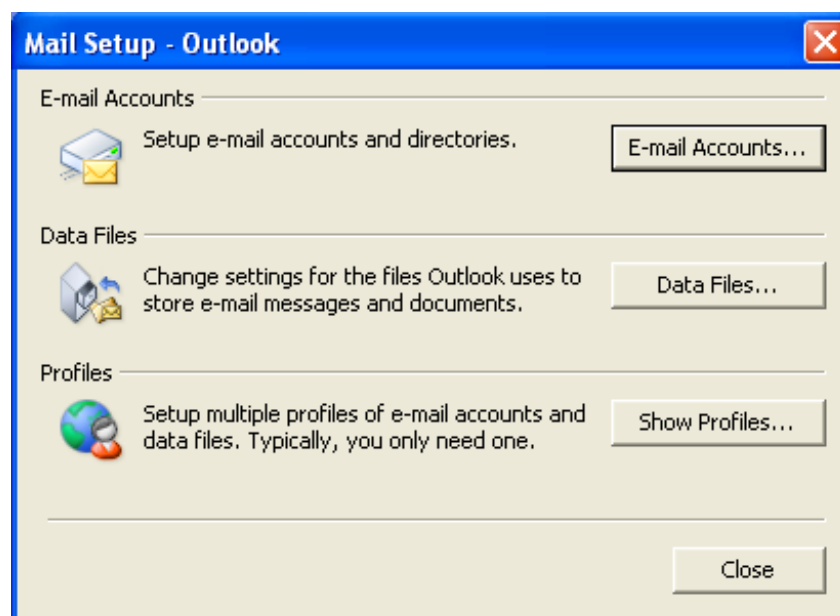 Mail Setup - Outlook
E-mail Accounts
Setup e-mail accounts and directories.
E-mail Accounts...
Data Files
Change settings for the files Outlook uses to
store e-mail messages and documents.
Data Files...
Profiles
Setup multiple profiles of e-mail accounts and
data files. Typically, you only need one.
Show Profiles...
Close